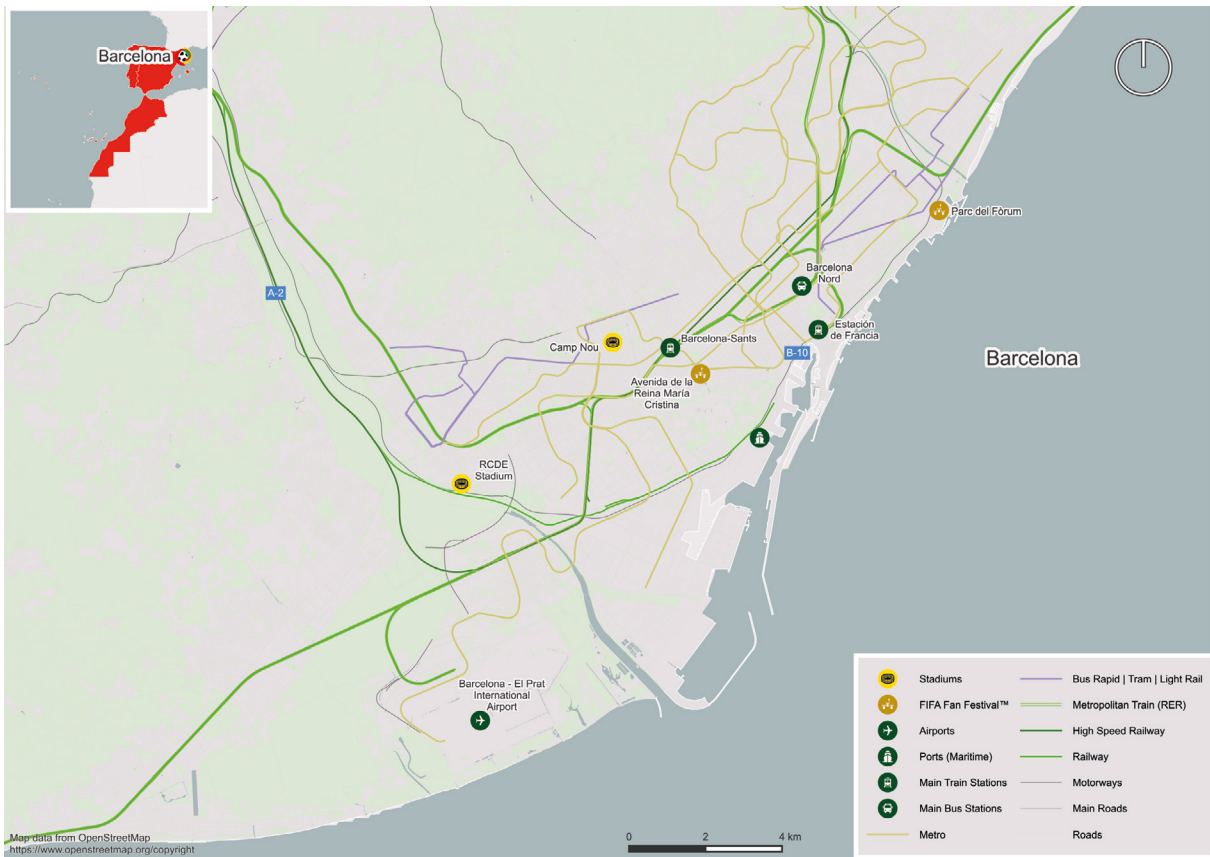 Barcelona
A-2
Parc del Fòrum
Barcelona
Nord
Estación
de Francia
Barcelona-Sants
Camp Nou
B-10
Barcelona
Avenida de la
Reina María
Cristina
RCDE
Stadium
Barcelona - El Prat
International
Airport
Stadiums
FIFA Fan Festival™
Airports
Ports (Maritime)
Main Train Stations
Main Bus Stations
Metro
Bus Rapid | Tram | Light Rail
Metropolitan Train (RER)
High Speed Railway
Railway
Motorways
Main Roads
Roads
0 2 4 km
Map data from OpenStreetMap
https://www.openstreetmap.org/copyright